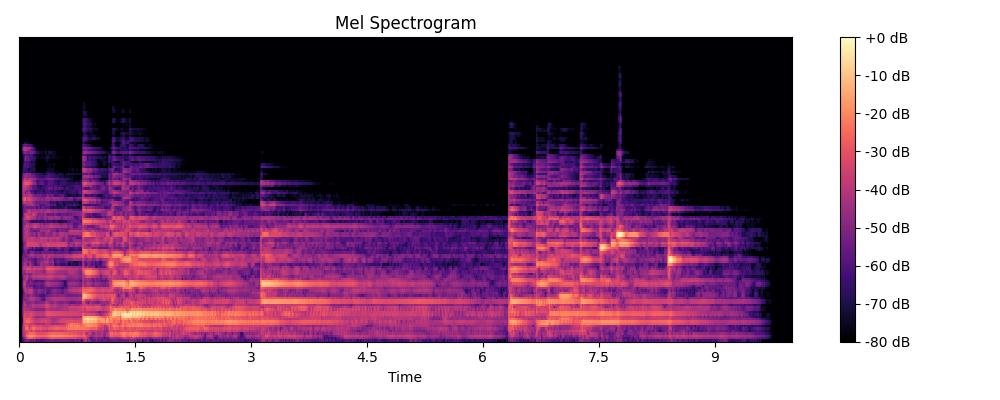 Mel Spectrogram
+0 dB
-10 dB
-20 dB
-30 dB
-40 dB
-50 dB
-60 dB
-70 dB
-80 dB
0 1.5 3 4.5 6 7.5 9
Time